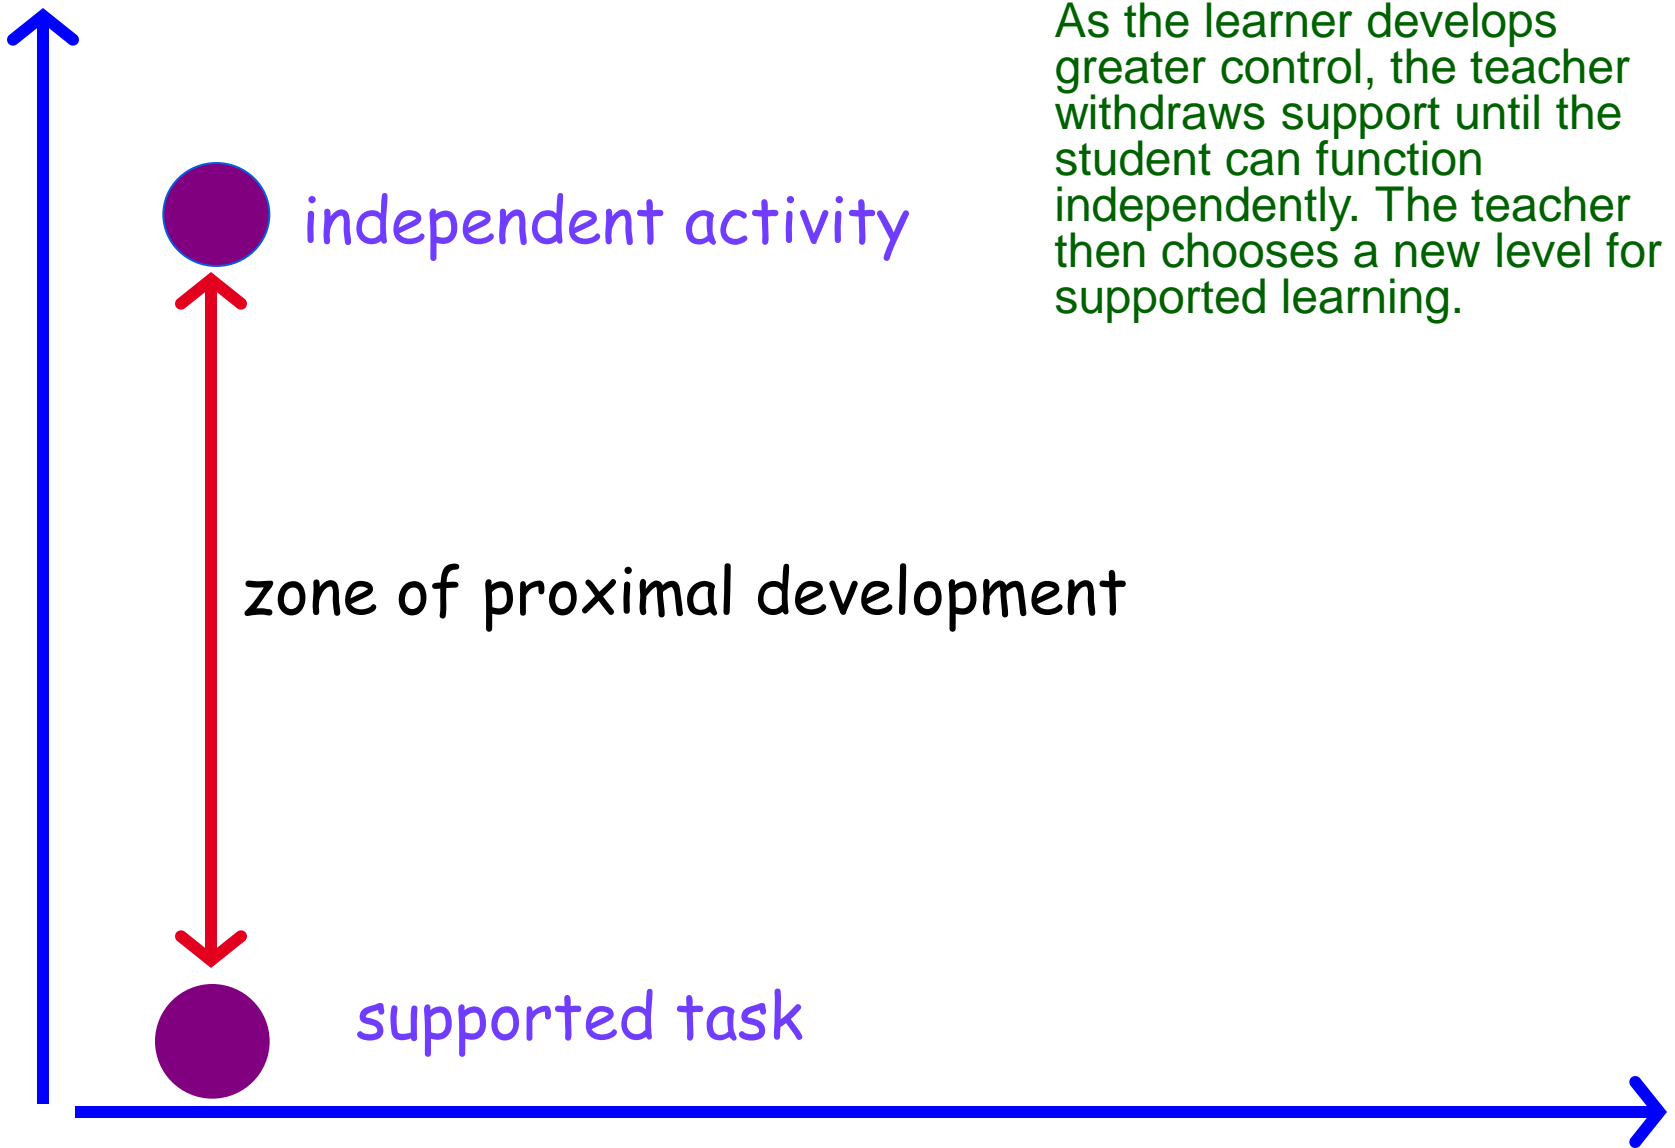 As the learner develops
greater control, the teacher
withdraws support until the
student can function
independently. The teacher
then chooses a new level for
supported learning.
independent activity
zone of proximal development
supported task